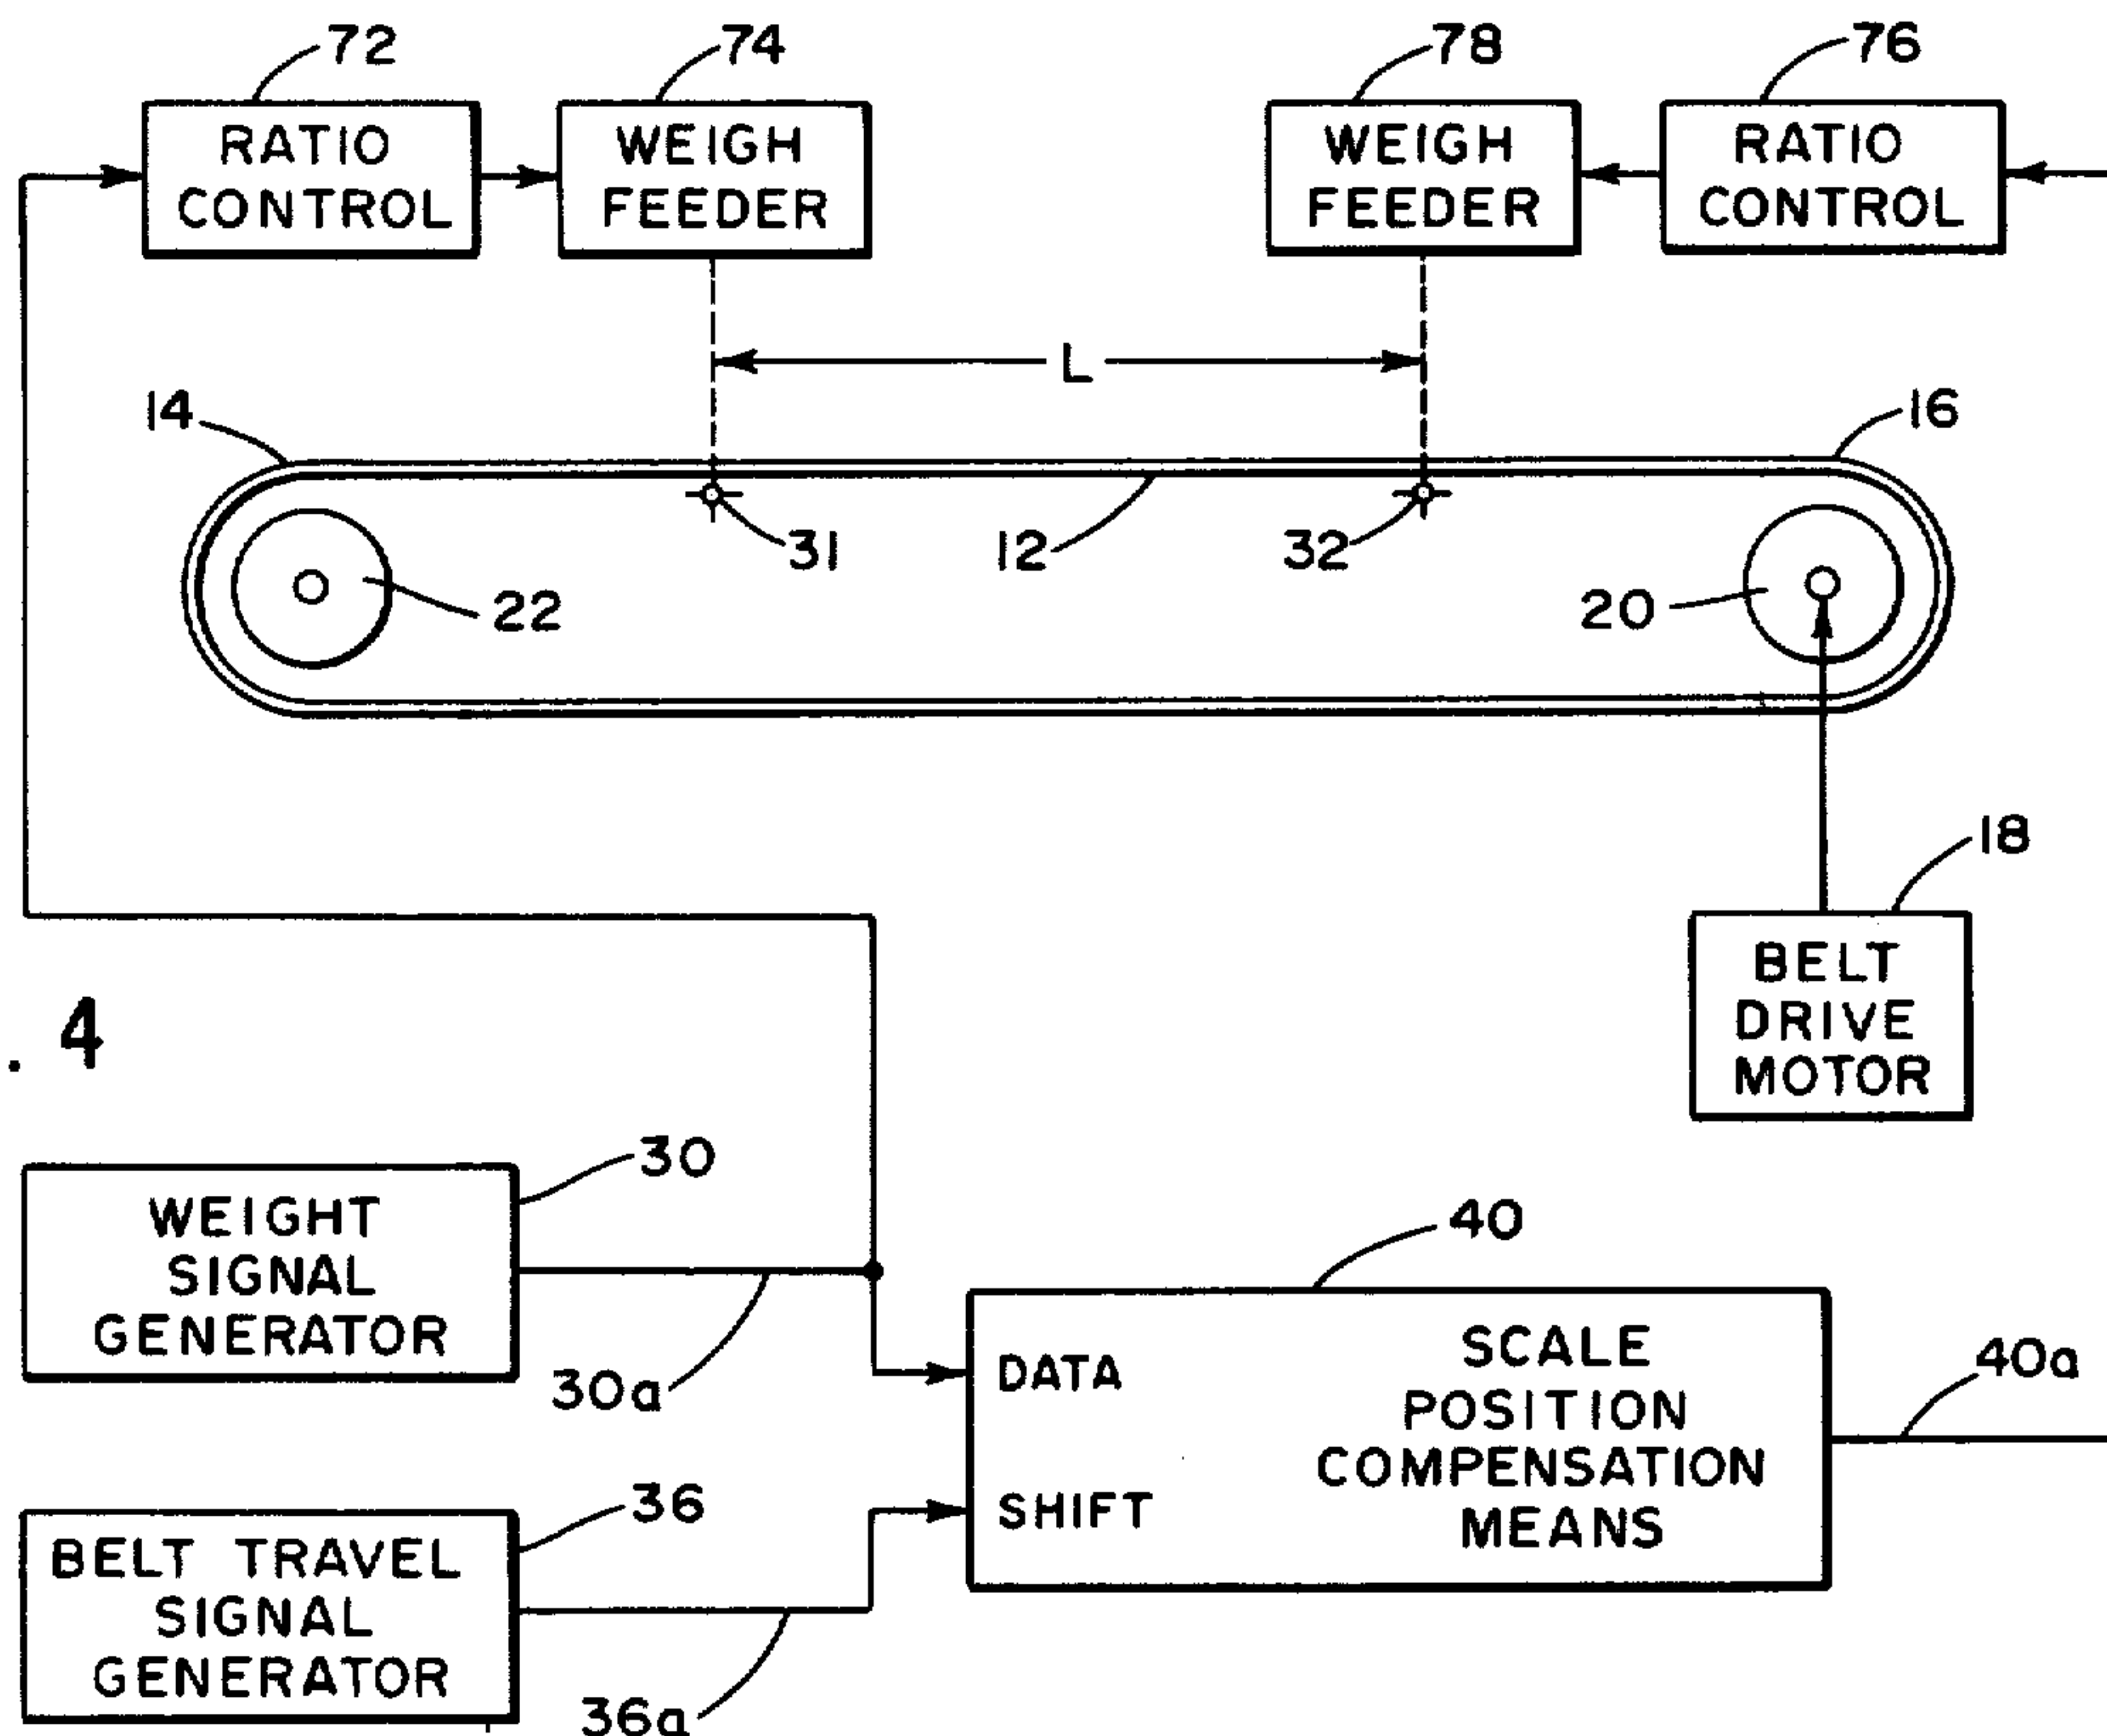 72
74
78
76
RATIO
CONTROL
WEIGH
FEEDER
WEIGH
FEEDER
RATIO
CONTROL
L
14
16
31
12
32
22
20
18
BELT
DRIVE
MOTOR
. 4
30
WEIGHT
SIGNAL
GENERATOR
30a
40
DATA
SHIFT
SCALE
POSITION
COMPENSATION
MEANS
40a
36
BELT TRAVEL
SIGNAL
GENERATOR
36a